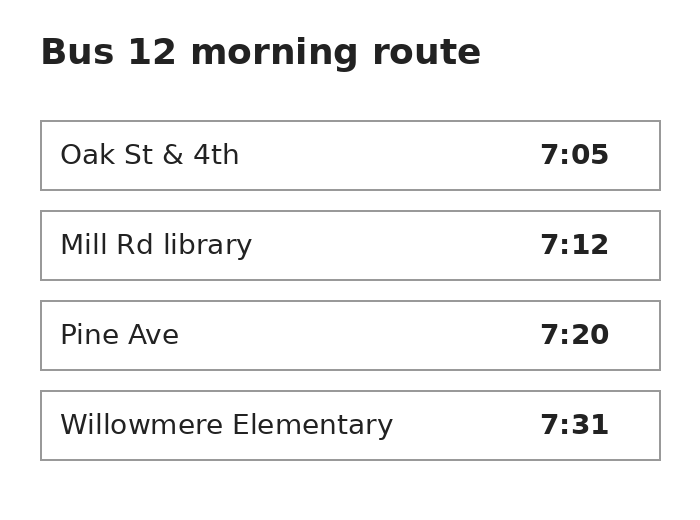 Bus 12 morning route
Oak St & 4th 7:05
Mill Rd library 7:12
Pine Ave 7:20
Willowmere Elementary 7:31